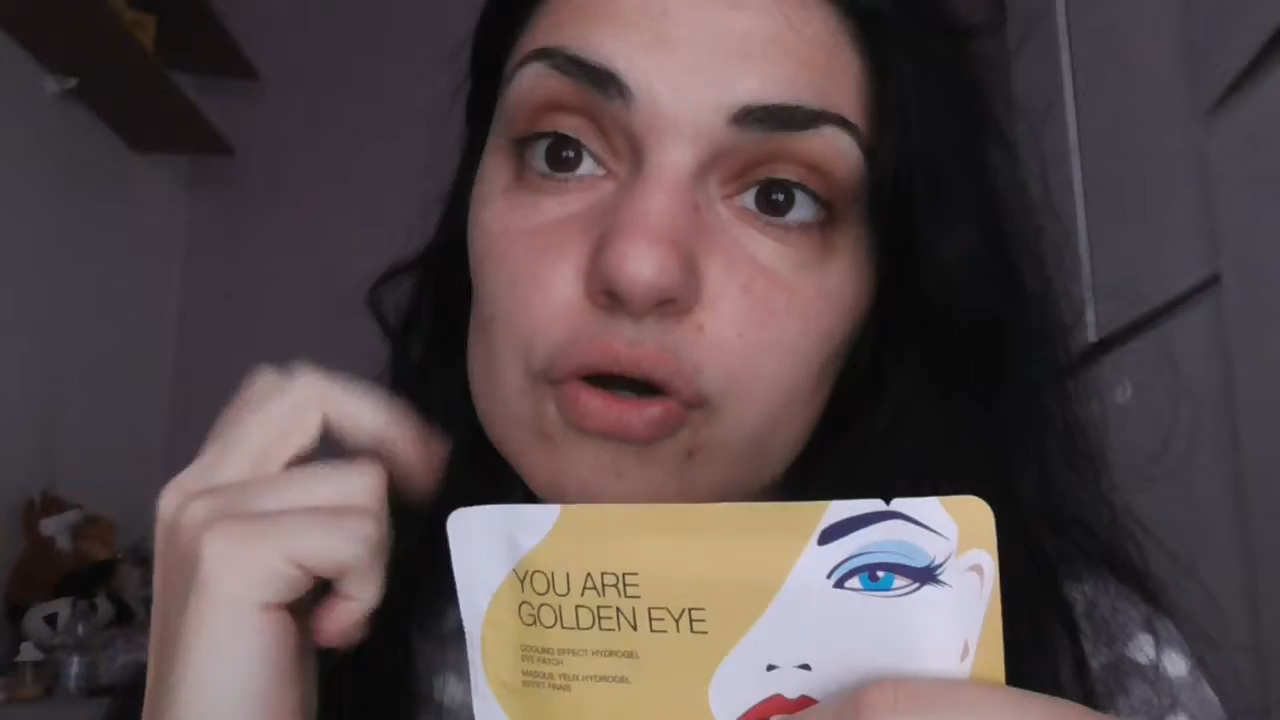 YOU ARE
GOLDEN EYE
COOLING EFFECT HYDROGEL
EYE PATCH
MASQUE YEUX HYDROGEL
EFFET FRAIS